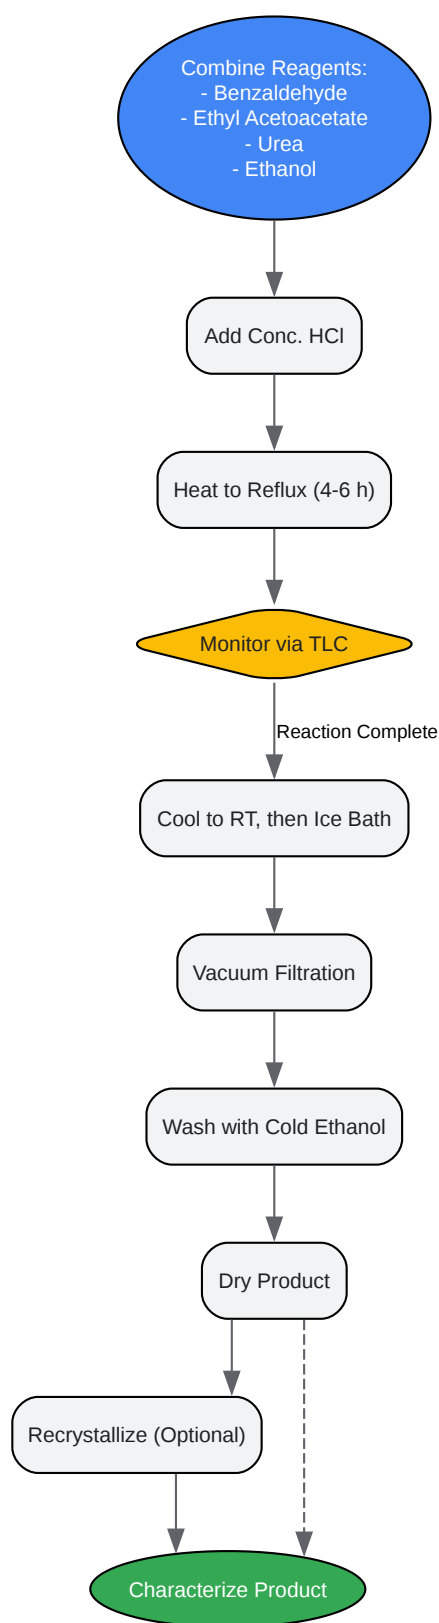 Combine Reagents:
- Benzaldehyde
- Ethyl Acetoacetate
- Urea
- Ethanol
Add Conc. HCl
Heat to Reflux (4-6 h)
Monitor via TLC
Reaction Complete
Cool to RT, then Ice Bath
Vacuum Filtration
Wash with Cold Ethanol
Dry Product
Recrystallize (Optional)
Characterize Product